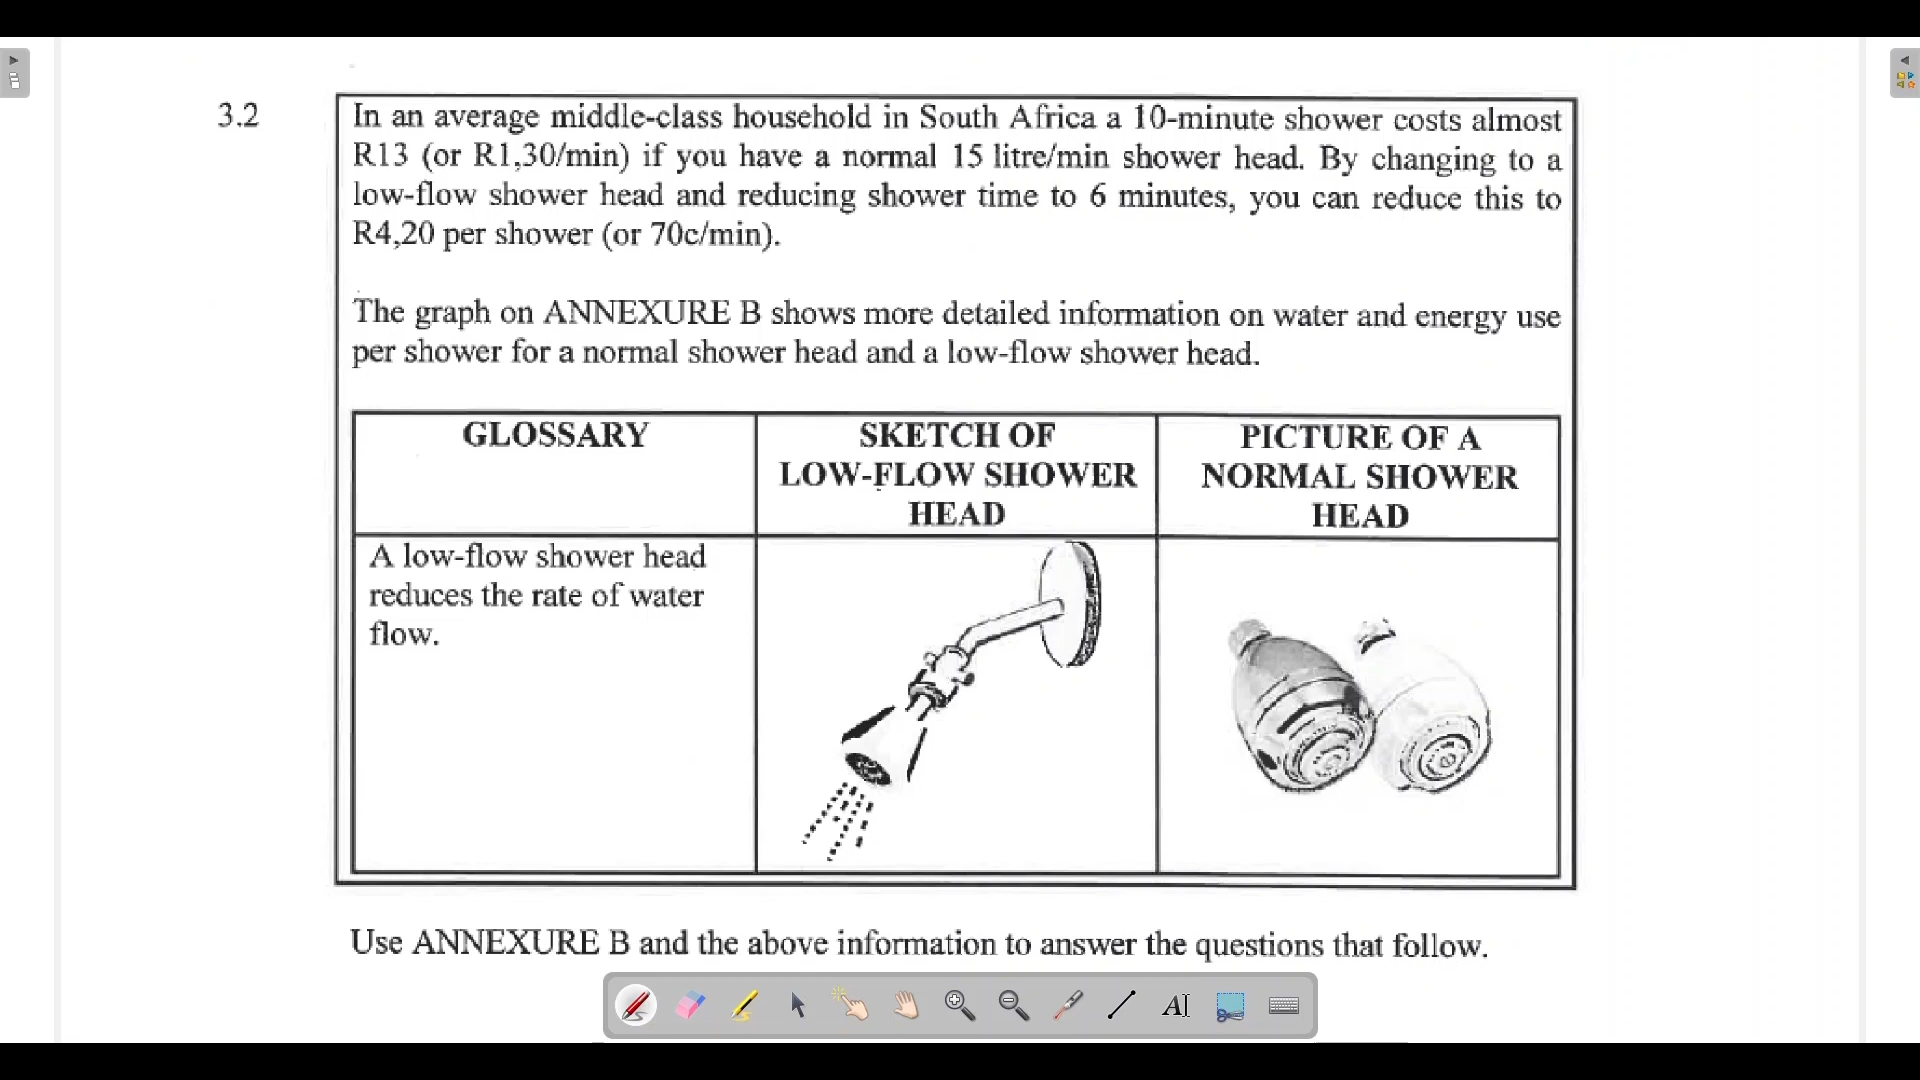 3.2
In an average middle-class household in South Africa a 10-minute shower costs almost
R13 (or R1,30/min) if you have a normal 15 litre/min shower head. By changing to a
low-flow shower head and reducing shower time to 6 minutes, you can reduce this to
R4,20 per shower (or 70c/min).
The graph on ANNEXURE B shows more detailed information on water and energy use
per shower for a normal shower head and a low-flow shower head.
GLOSSARY
SKETCH OF
LOW-FLOW SHOWER
HEAD
PICTURE OF A
NORMAL SHOWER
HEAD
A low-flow shower head
reduces the rate of water
flow.
Use ANNEXURE B and the above information to answer the questions that follow.
AI